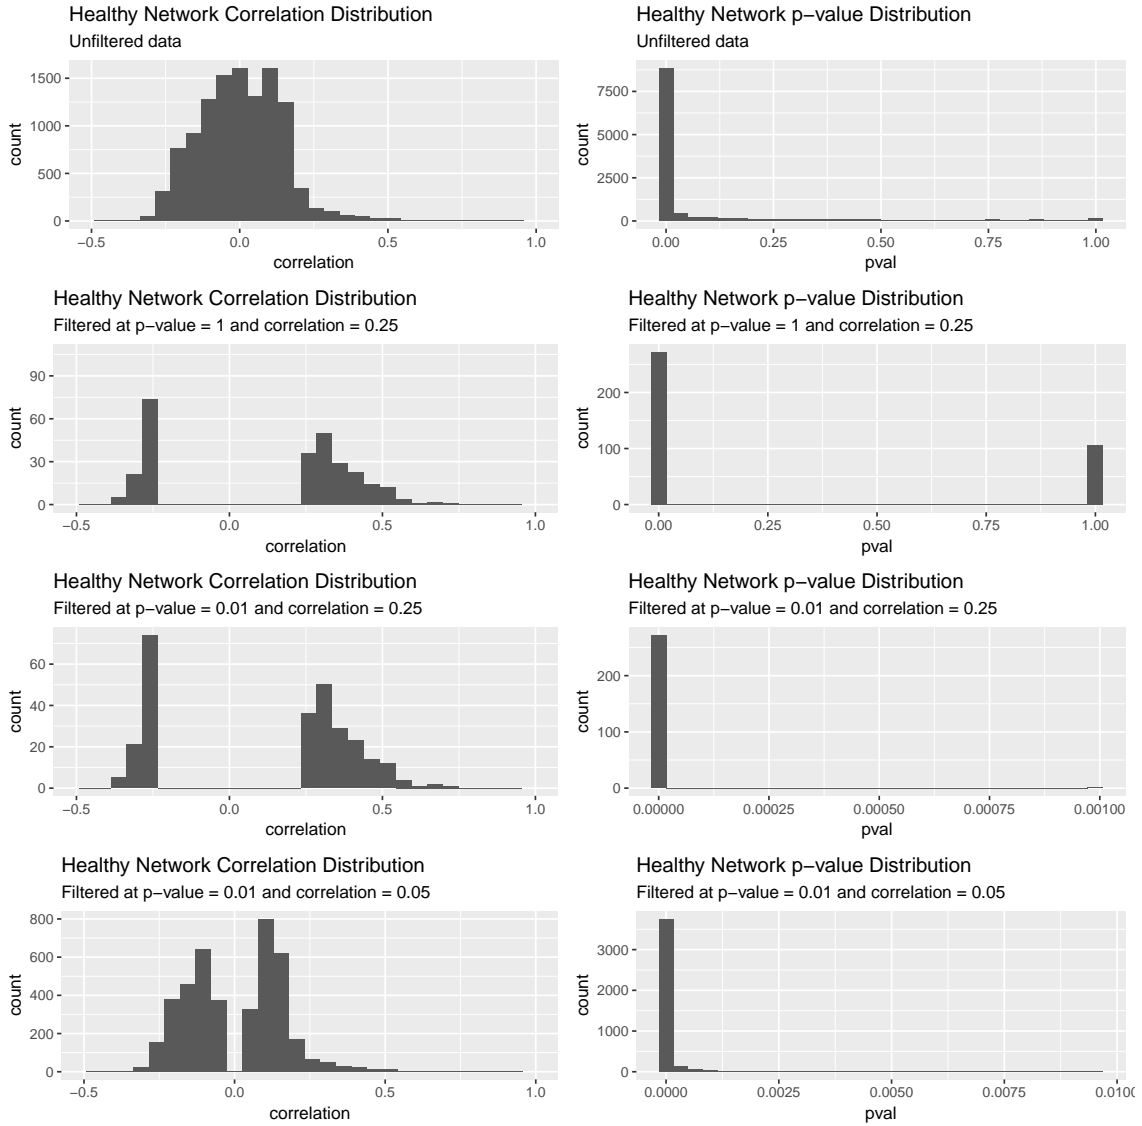 Healthy Network Correlation Distribution
Unfiltered data
1500
1000
500
0
count
−0.5 0.0 0.5 1.0
correlation
Healthy Network p−value Distribution
Unfiltered data
7500
5000
2500
0
count
0.00 0.25 0.50 0.75 1.00
pval
Healthy Network Correlation Distribution
Filtered at p−value = 1 and correlation = 0.25
90
60
30
0
count
−0.5 0.0 0.5 1.0
correlation
Healthy Network p−value Distribution
Filtered at p−value = 1 and correlation = 0.25
200
100
0
count
0.00 0.25 0.50 0.75 1.00
pval
Healthy Network Correlation Distribution
Filtered at p−value = 0.01 and correlation = 0.25
60
40
20
0
count
−0.5 0.0 0.5 1.0
correlation
Healthy Network p−value Distribution
Filtered at p−value = 0.01 and correlation = 0.25
200
100
0
count
0.00000 0.00025 0.00050 0.00075 0.00100
pval
Healthy Network Correlation Distribution
Filtered at p−value = 0.01 and correlation = 0.05
800
600
400
200
0
count
−0.5 0.0 0.5 1.0
correlation
Healthy Network p−value Distribution
Filtered at p−value = 0.01 and correlation = 0.05
3000
2000
1000
0
count
0.0000 0.0025 0.0050 0.0075 0.0100
pval